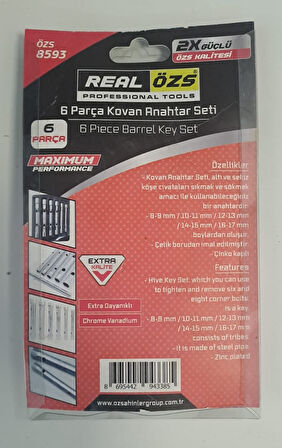 ÖZS
8593
2X GÜÇLÜ
ÖZS KALİTESİ
REAL ÖZS
PROFESSIONAL TOOLS
6 Parça Kovan Anahtar Seti
6 Piece Barrel Key Set
6
PARÇA
MAXIMUM
PERFORMANCE
Özellikler
- Kovan Anahtar Seti, altı ve sekiz
köşe civataları sıkmak ve sökmek
amacı ile kullanabileceğiniz
bir anahtardır.
- 8-9 mm / 10-11 mm / 12-13 mm
/ 14-15 mm / 16-17 mm
boylardan oluşur.
- Çelik borudan imal edilmiştir.
- Çinko kaplı
EXTRA
KALİTE
Features
- Hive Key Set: which you can use
to tighten and remove six and
eight corner bolts.
is a key
- 8-9 mm / 10-11 mm / 12-13 mm
/ 14-15 mm / 16-17 mm
consists of tribes.
- it is made of steel pipe.
- Zinc plated
Extra Dayanıklı
Chrome Vanadium
8 695442 943385
www.ozsahinlergroup.com.tr